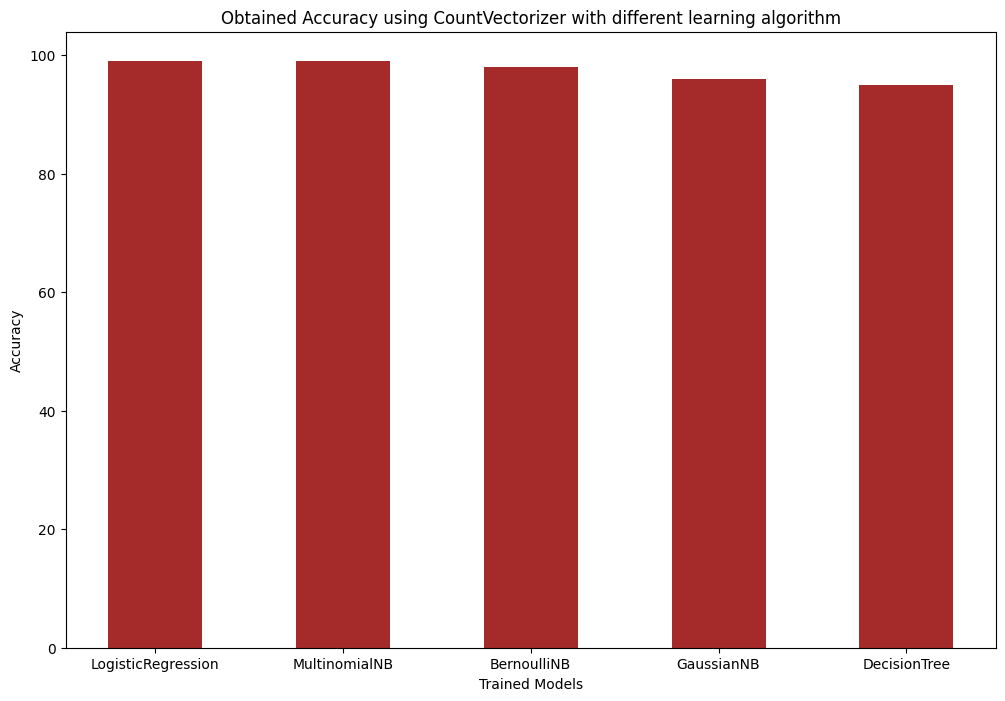 Obtained Accuracy using CountVectorizer with different learning algorithm
100
80
60
40
20
0
Accuracy
LogisticRegression MultinomialNB BernoulliNB GaussianNB DecisionTree
Trained Models